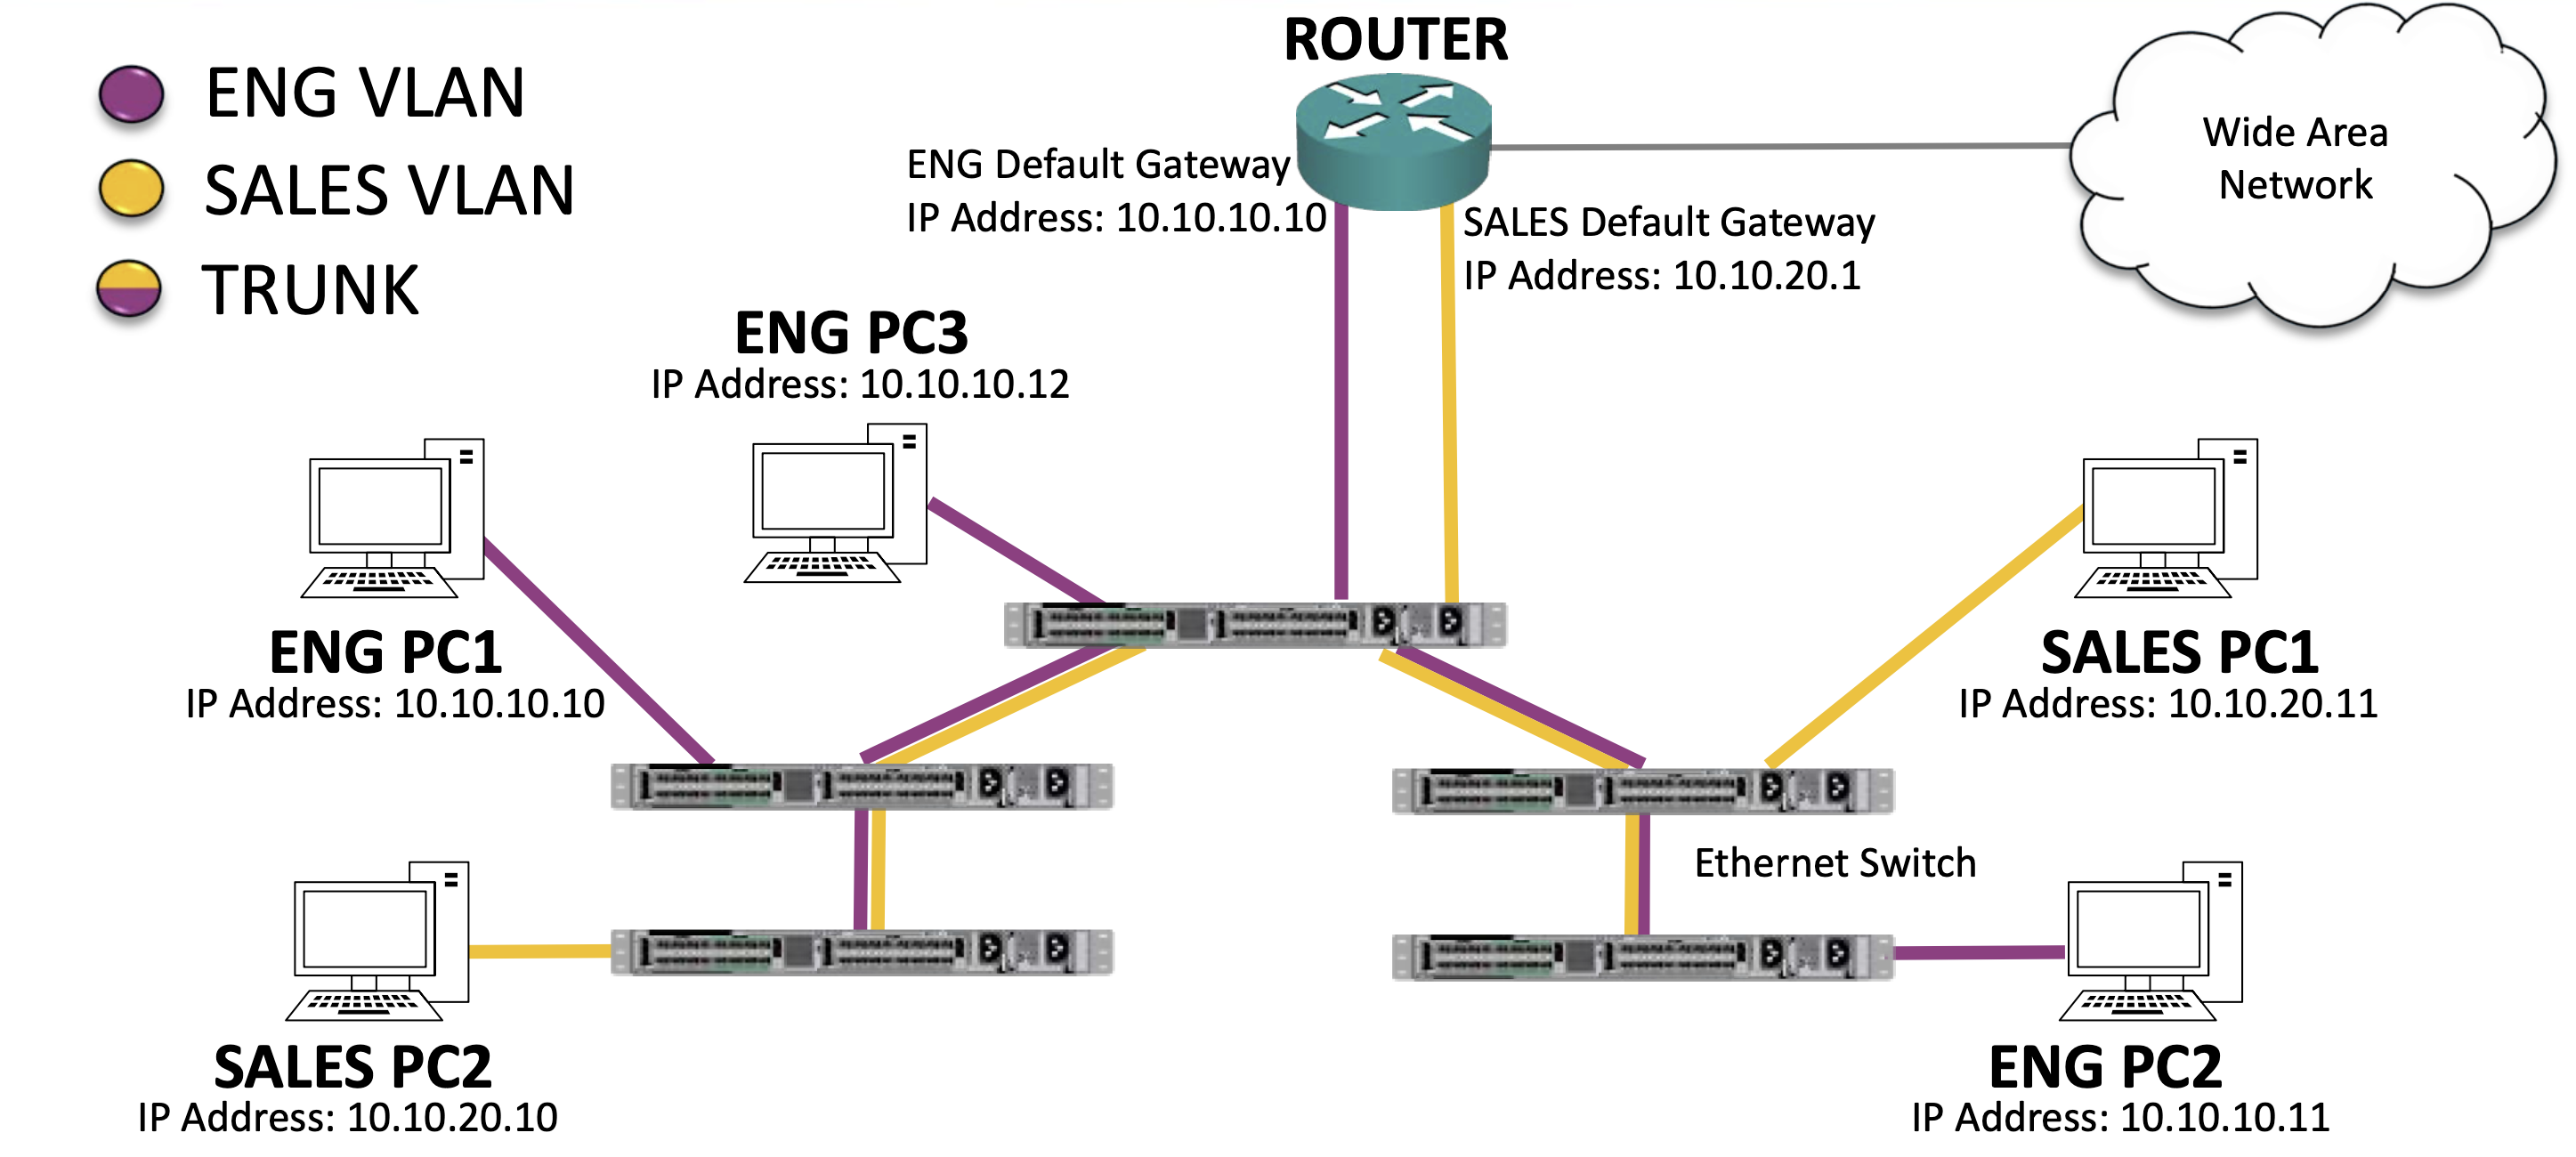 ROUTER
ENG VLAN
SALES VLAN
TRUNK
Wide Area
Network
ENG Default Gateway
IP Address: 10.10.10.10
SALES Default Gateway
IP Address: 10.10.20.1
ENG PC3
IP Address: 10.10.10.12
ENG PC1
IP Address: 10.10.10.10
SALES PC1
IP Address: 10.10.20.11
Ethernet Switch
SALES PC2
IP Address: 10.10.20.10
ENG PC2
IP Address: 10.10.10.11